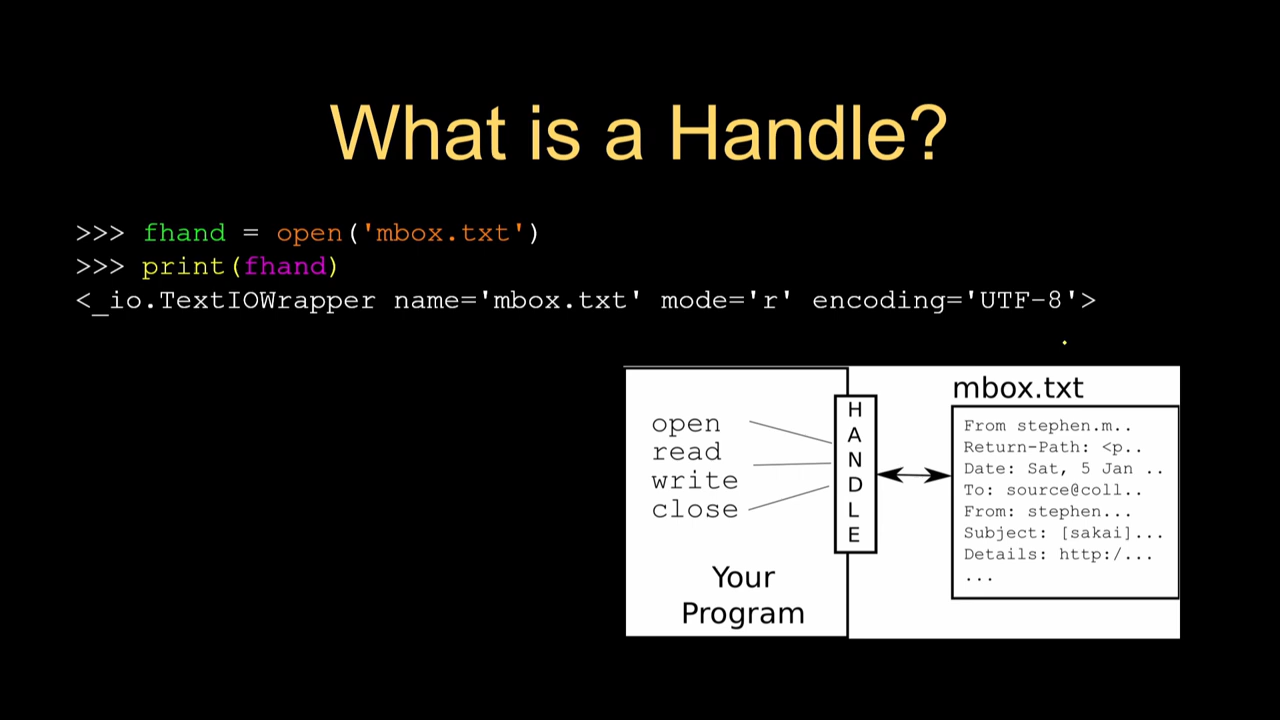 What is a Handle?
>>> fhand = open('mbox.txt')
>>> print(fhand)
<_io.TextIOWrapper name='mbox.txt' mode='r' encoding='UTF-8'>
open
read
write
close
Your
Program
H
A
N
D
L
E
mbox.txt
From stephen.m..
Return-Path: <p..
Date: Sat, 5 Jan ..
To: source@coll..
From: stephen...
Subject: [sakai]...
Details: http:/...
...